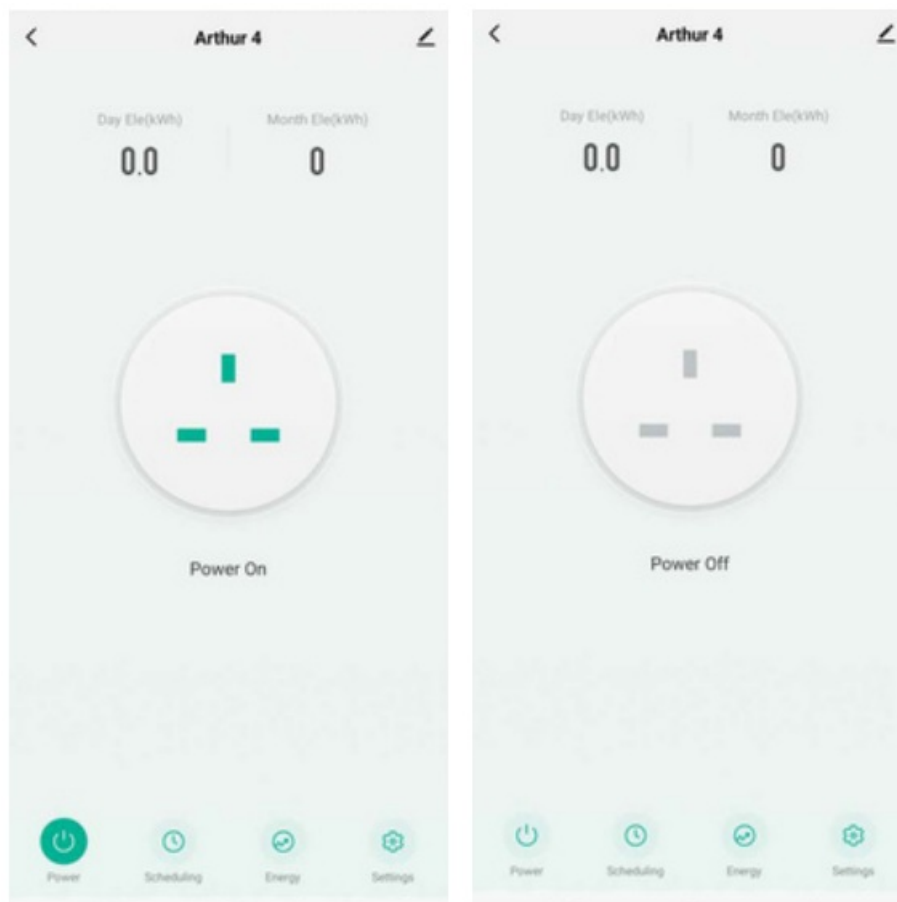 Arthur 4
Day Ele(kWh) Month Ele(kWh)
0.0 0
Power On
Power Scheduling Energy Settings
Arthur 4
Day Ele(kWh) Month Ele(kWh)
0.0 0
Power Off
Power Scheduling Energy Settings